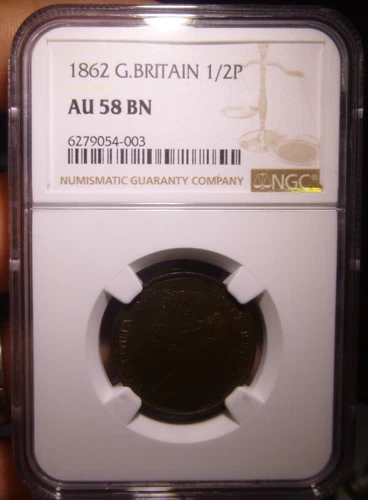 1862 G.BRITAIN 1/2P
AU 58 BN
6279054-003
NUMISMATIC GUARANTY COMPANY NGC®